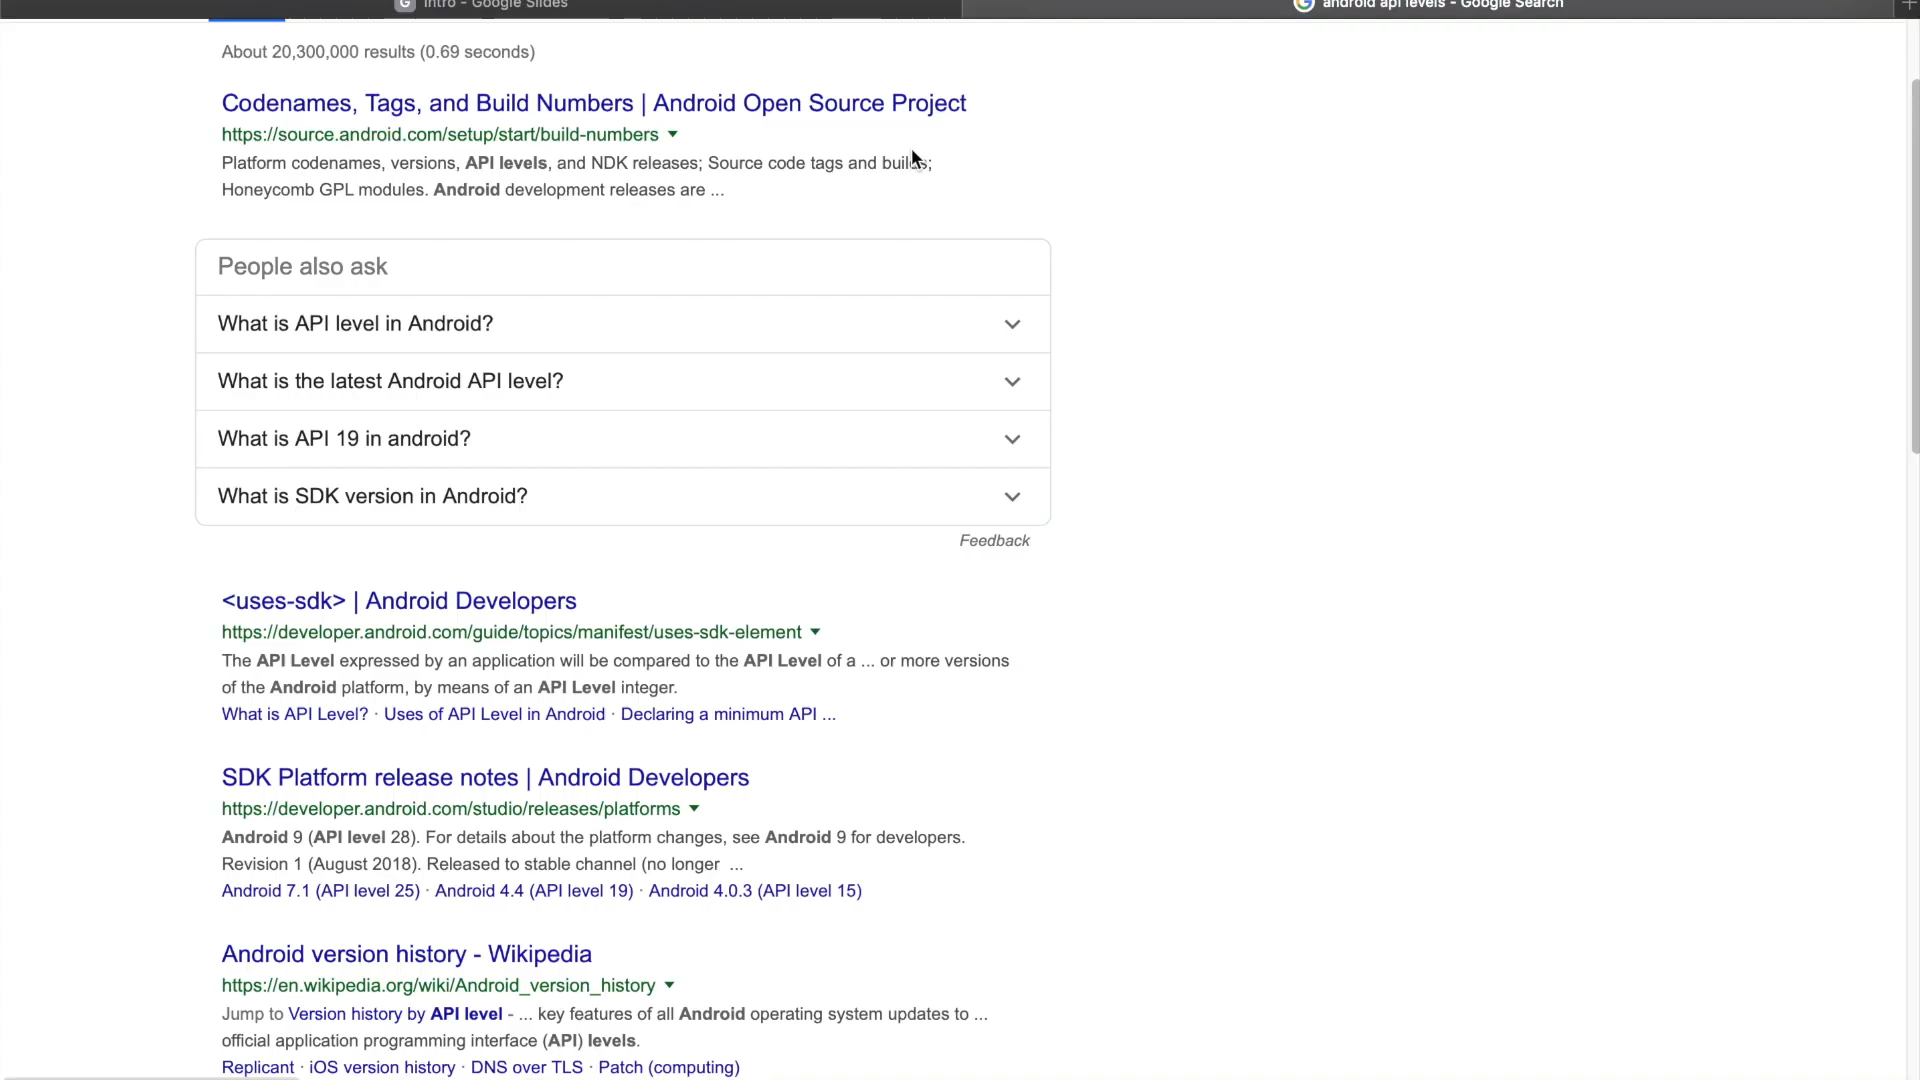 Intro - Google Slides
android api levels - Google Search
About 20,300,000 results (0.69 seconds)
Codenames, Tags, and Build Numbers | Android Open Source Project
https://source.android.com/setup/start/build-numbers
Platform codenames, versions, API levels, and NDK releases; Source code tags and builds;
Honeycomb GPL modules. Android development releases are ...
People also ask
What is API level in Android?
What is the latest Android API level?
What is API 19 in android?
What is SDK version in Android?
Feedback
<uses-sdk> | Android Developers
https://developer.android.com/guide/topics/manifest/uses-sdk-element
The API Level expressed by an application will be compared to the API Level of a ... or more versions
of the Android platform, by means of an API Level integer.
What is API Level? · Uses of API Level in Android · Declaring a minimum API ...
SDK Platform release notes | Android Developers
https://developer.android.com/studio/releases/platforms
Android 9 (API level 28). For details about the platform changes, see Android 9 for developers.
Revision 1 (August 2018). Released to stable channel (no longer ...
Android 7.1 (API level 25) · Android 4.4 (API level 19) · Android 4.0.3 (API level 15)
Android version history - Wikipedia
https://en.wikipedia.org/wiki/Android_version_history
Jump to Version history by API level - ... key features of all Android operating system updates to ...
official application programming interface (API) levels.
Replicant · iOS version history · DNS over TLS · Patch (computing)